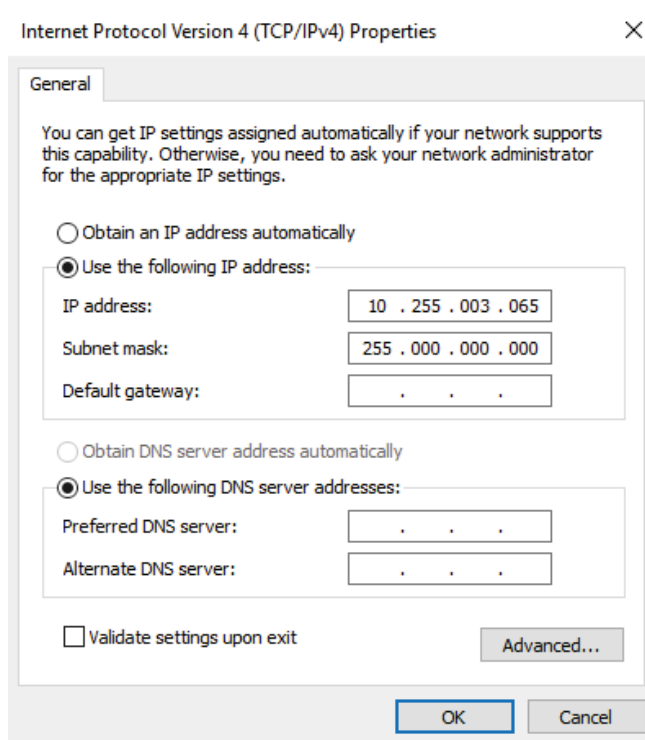 Internet Protocol Version 4 (TCP/IPv4) Properties
General
You can get IP settings assigned automatically if your network supports
this capability. Otherwise, you need to ask your network administrator
for the appropriate IP settings.
Obtain an IP address automatically
Use the following IP address:
IP address: 10 . 255 . 003 . 065
Subnet mask: 255 . 000 . 000 . 000
Default gateway: . . .
Obtain DNS server address automatically
Use the following DNS server addresses:
Preferred DNS server: . . .
Alternate DNS server: . . .
Validate settings upon exit
Advanced...
OK Cancel